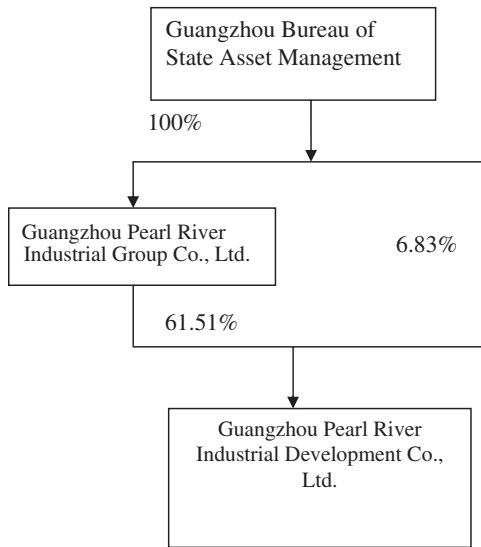 Guangzhou Bureau of
State Asset Management
100%
Guangzhou Pearl River
Industrial Group Co., Ltd.
6.83%
61.51%
Guangzhou Pearl River
Industrial Development Co.,
Ltd.